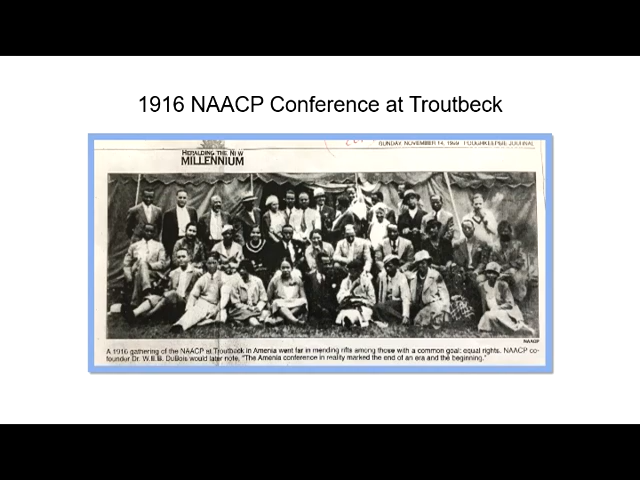 1916 NAACP Conference at Troutbeck
SUNDAY, NOVEMBER 14, 1999 POUGHKEEPSIE JOURNAL
HERALDING THE NEW
MILLENNIUM
NAACP
A 1916 gathering of the NAACP at Troutbeck in Amenia went far in mending rifts among those with a common goal: equal rights. NAACP co-
founder Dr. W.E.B. DuBois would later note, "The Amenia conference in reality marked the end of an era and the beginning."